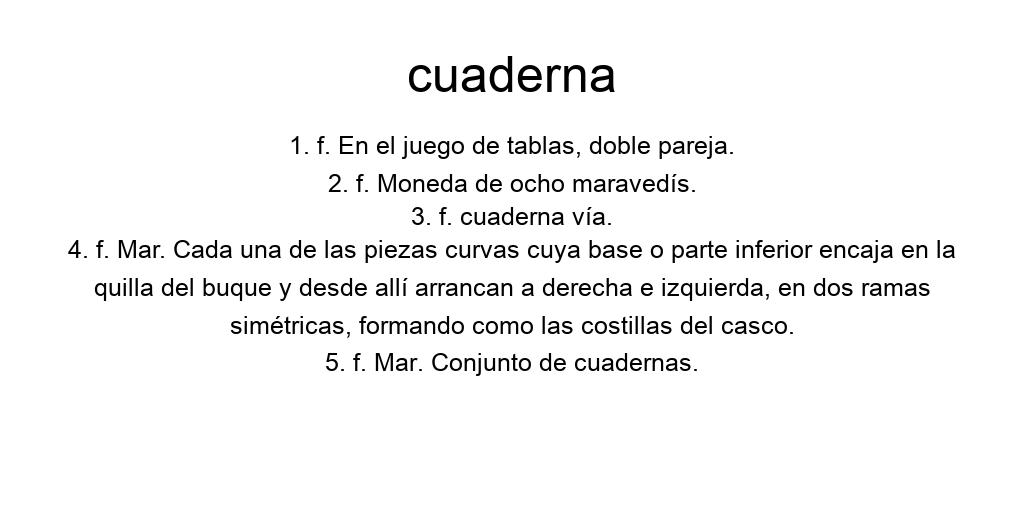 cuaderna
1. f. En el juego de tablas, doble pareja.
2. f. Moneda de ocho maravedís.
3. f. cuaderna vía.
4. f. Mar. Cada una de las piezas curvas cuya base o parte inferior encaja en la
quilla del buque y desde allí arrancan a derecha e izquierda, en dos ramas
simétricas, formando como las costillas del casco.
5. f. Mar. Conjunto de cuadernas.